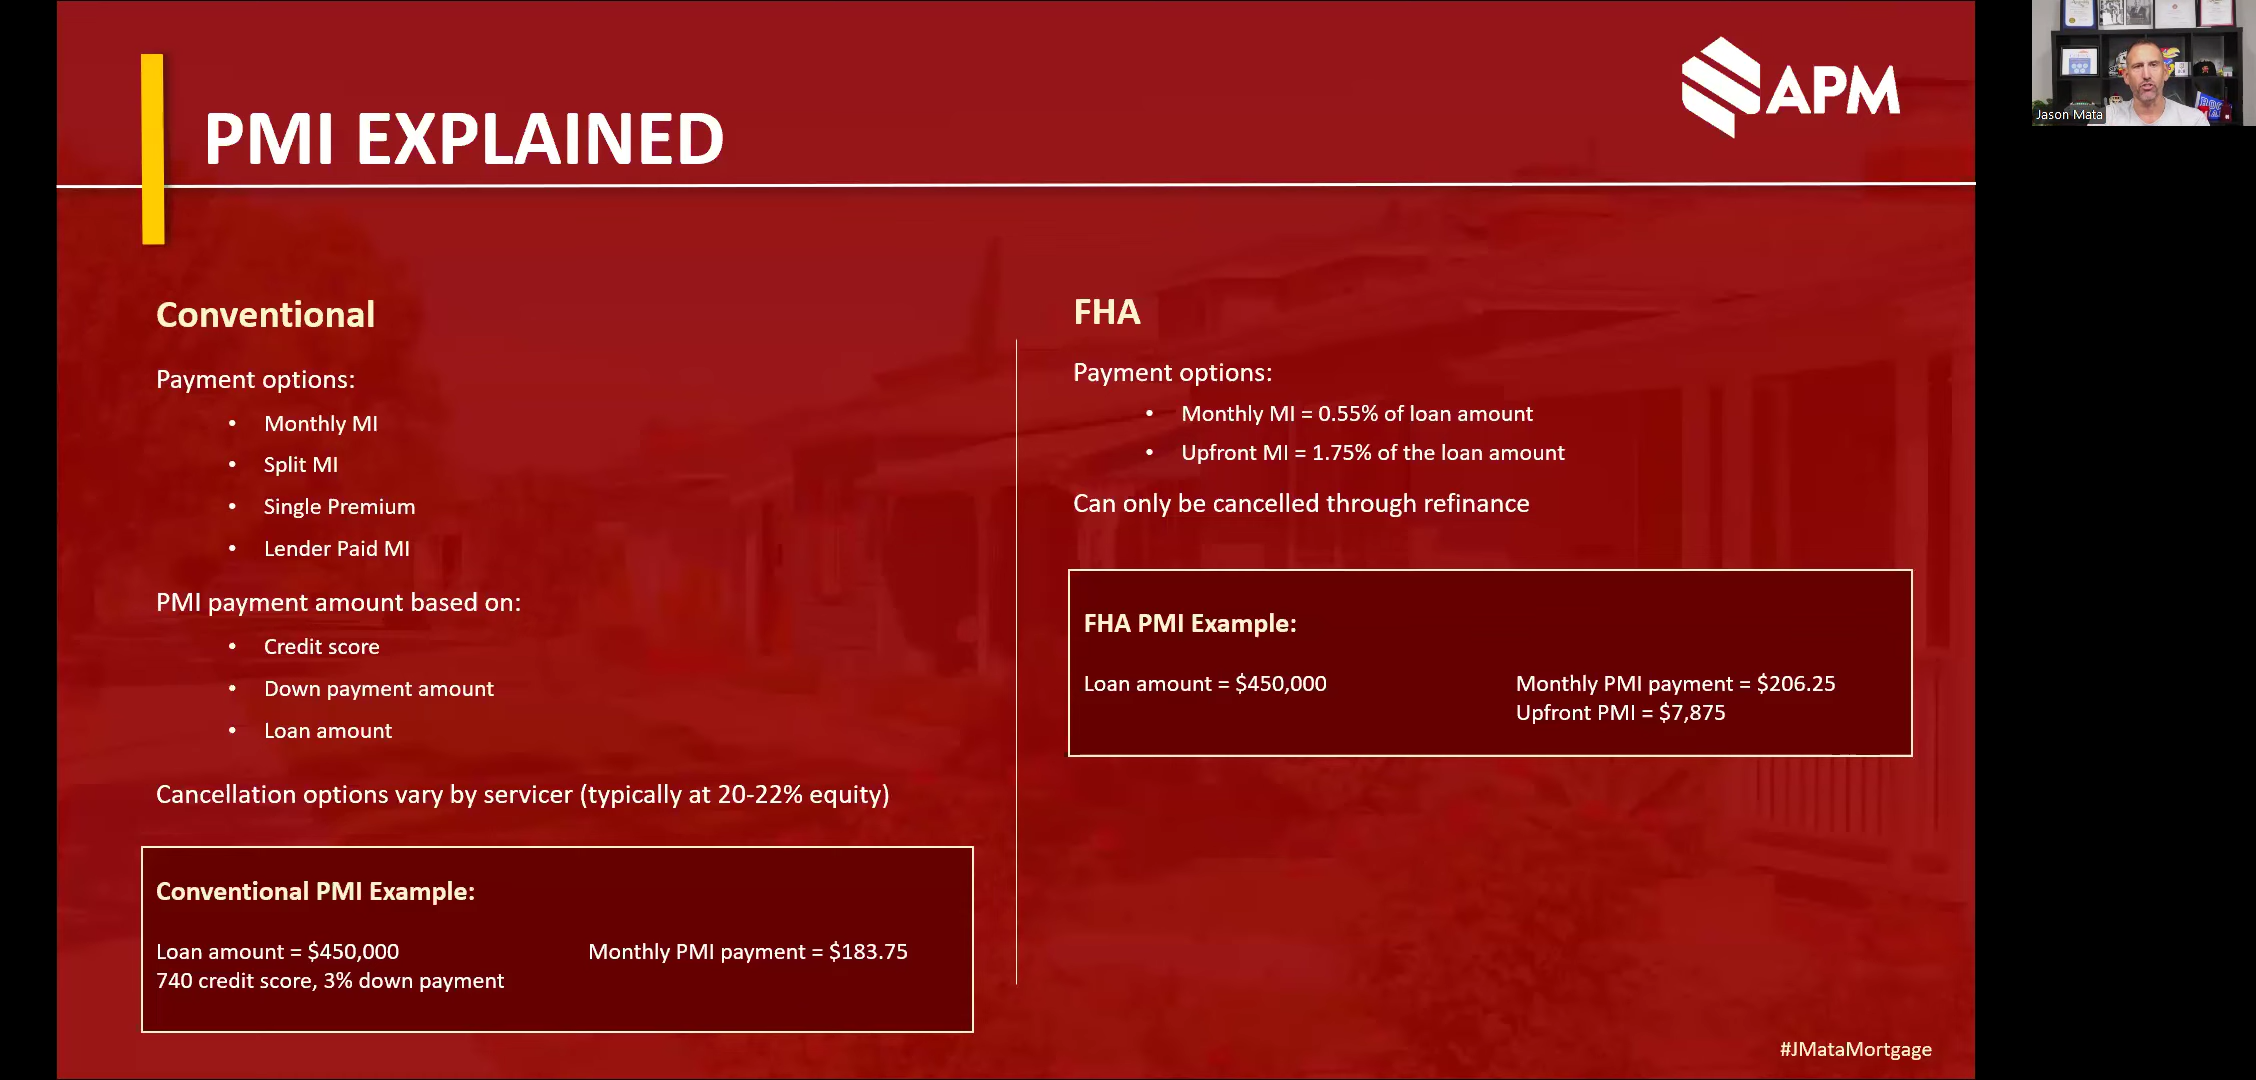 PMI EXPLAINED
APM
Jason Mata
Conventional
Payment options:
• Monthly MI
• Split MI
• Single Premium
• Lender Paid MI
PMI payment amount based on:
• Credit score
• Down payment amount
• Loan amount
Cancellation options vary by servicer (typically at 20-22% equity)
Conventional PMI Example:
Loan amount = $450,000
740 credit score, 3% down payment
Monthly PMI payment = $183.75
FHA
Payment options:
• Monthly MI = 0.55% of loan amount
• Upfront MI = 1.75% of the loan amount
Can only be cancelled through refinance
FHA PMI Example:
Loan amount = $450,000
Monthly PMI payment = $206.25
Upfront PMI = $7,875
#JMataMortgage